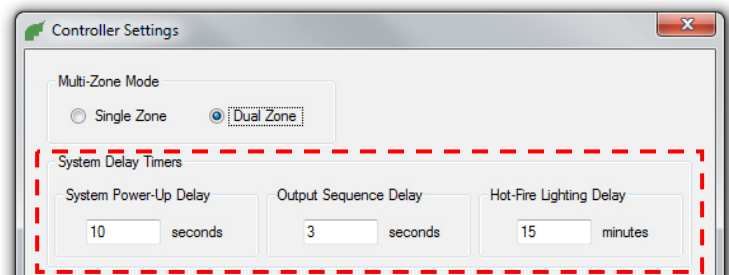 Controller Settings
Multi-Zone Mode
Single Zone Dual Zone
System Delay Timers
System Power-Up Delay Output Sequence Delay Hot-Fire Lighting Delay
10 seconds 3 seconds 15 minutes